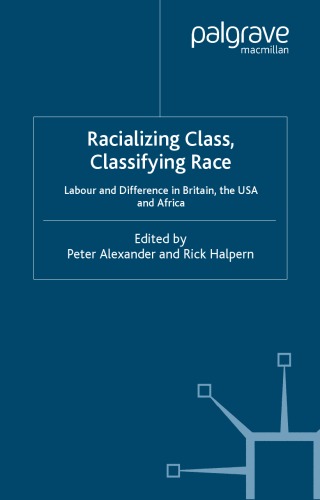 palgrave
macmillan
Racializing Class,
Classifying Race
Labour and Difference in Britain, the USA
and Africa
Edited by
Peter Alexander and Rick Halpern